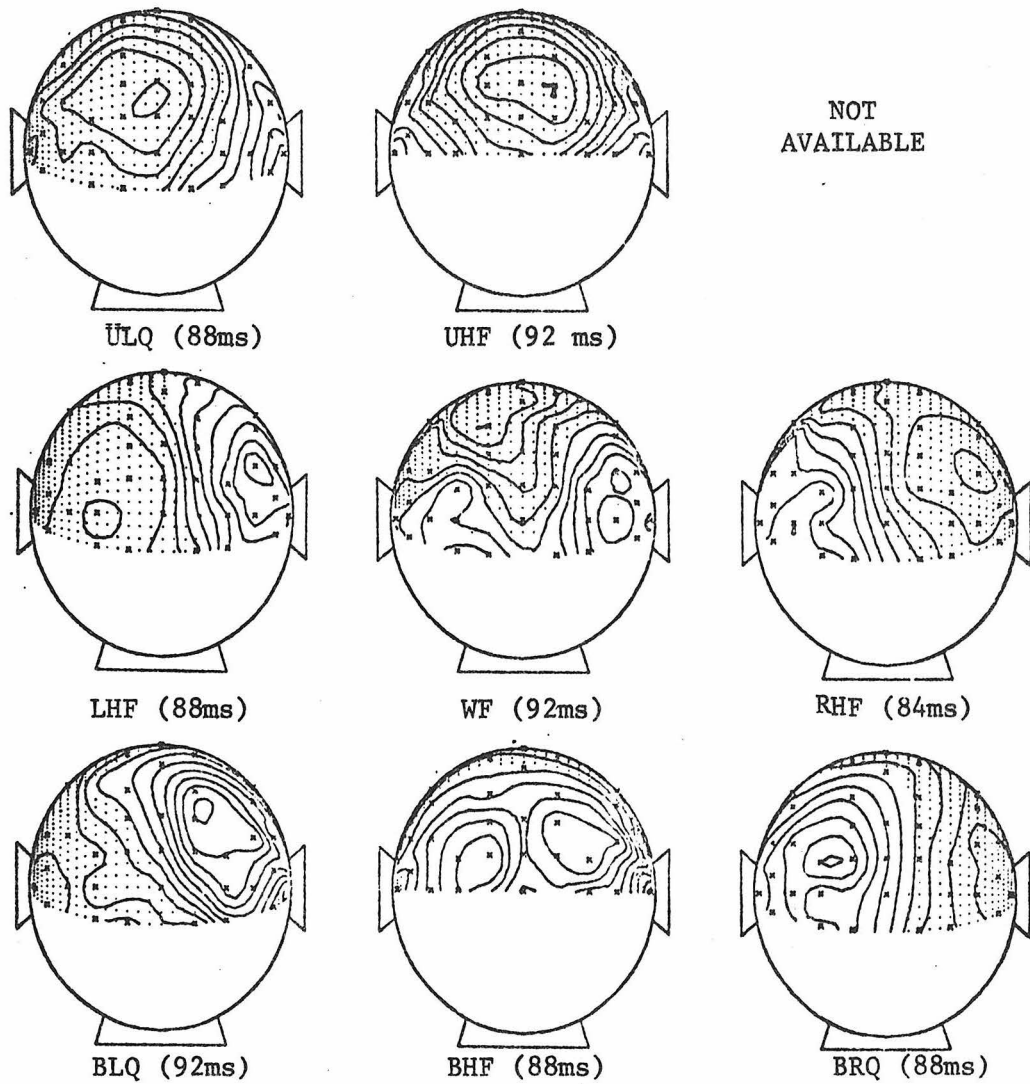 NOT
AVAILABLE
ULQ (88ms)
UHF (92 ms)
LHF (88ms)
WF (92ms)
RHF (84ms)
BLQ (92ms)
BHF (88ms)
BRQ (88ms)